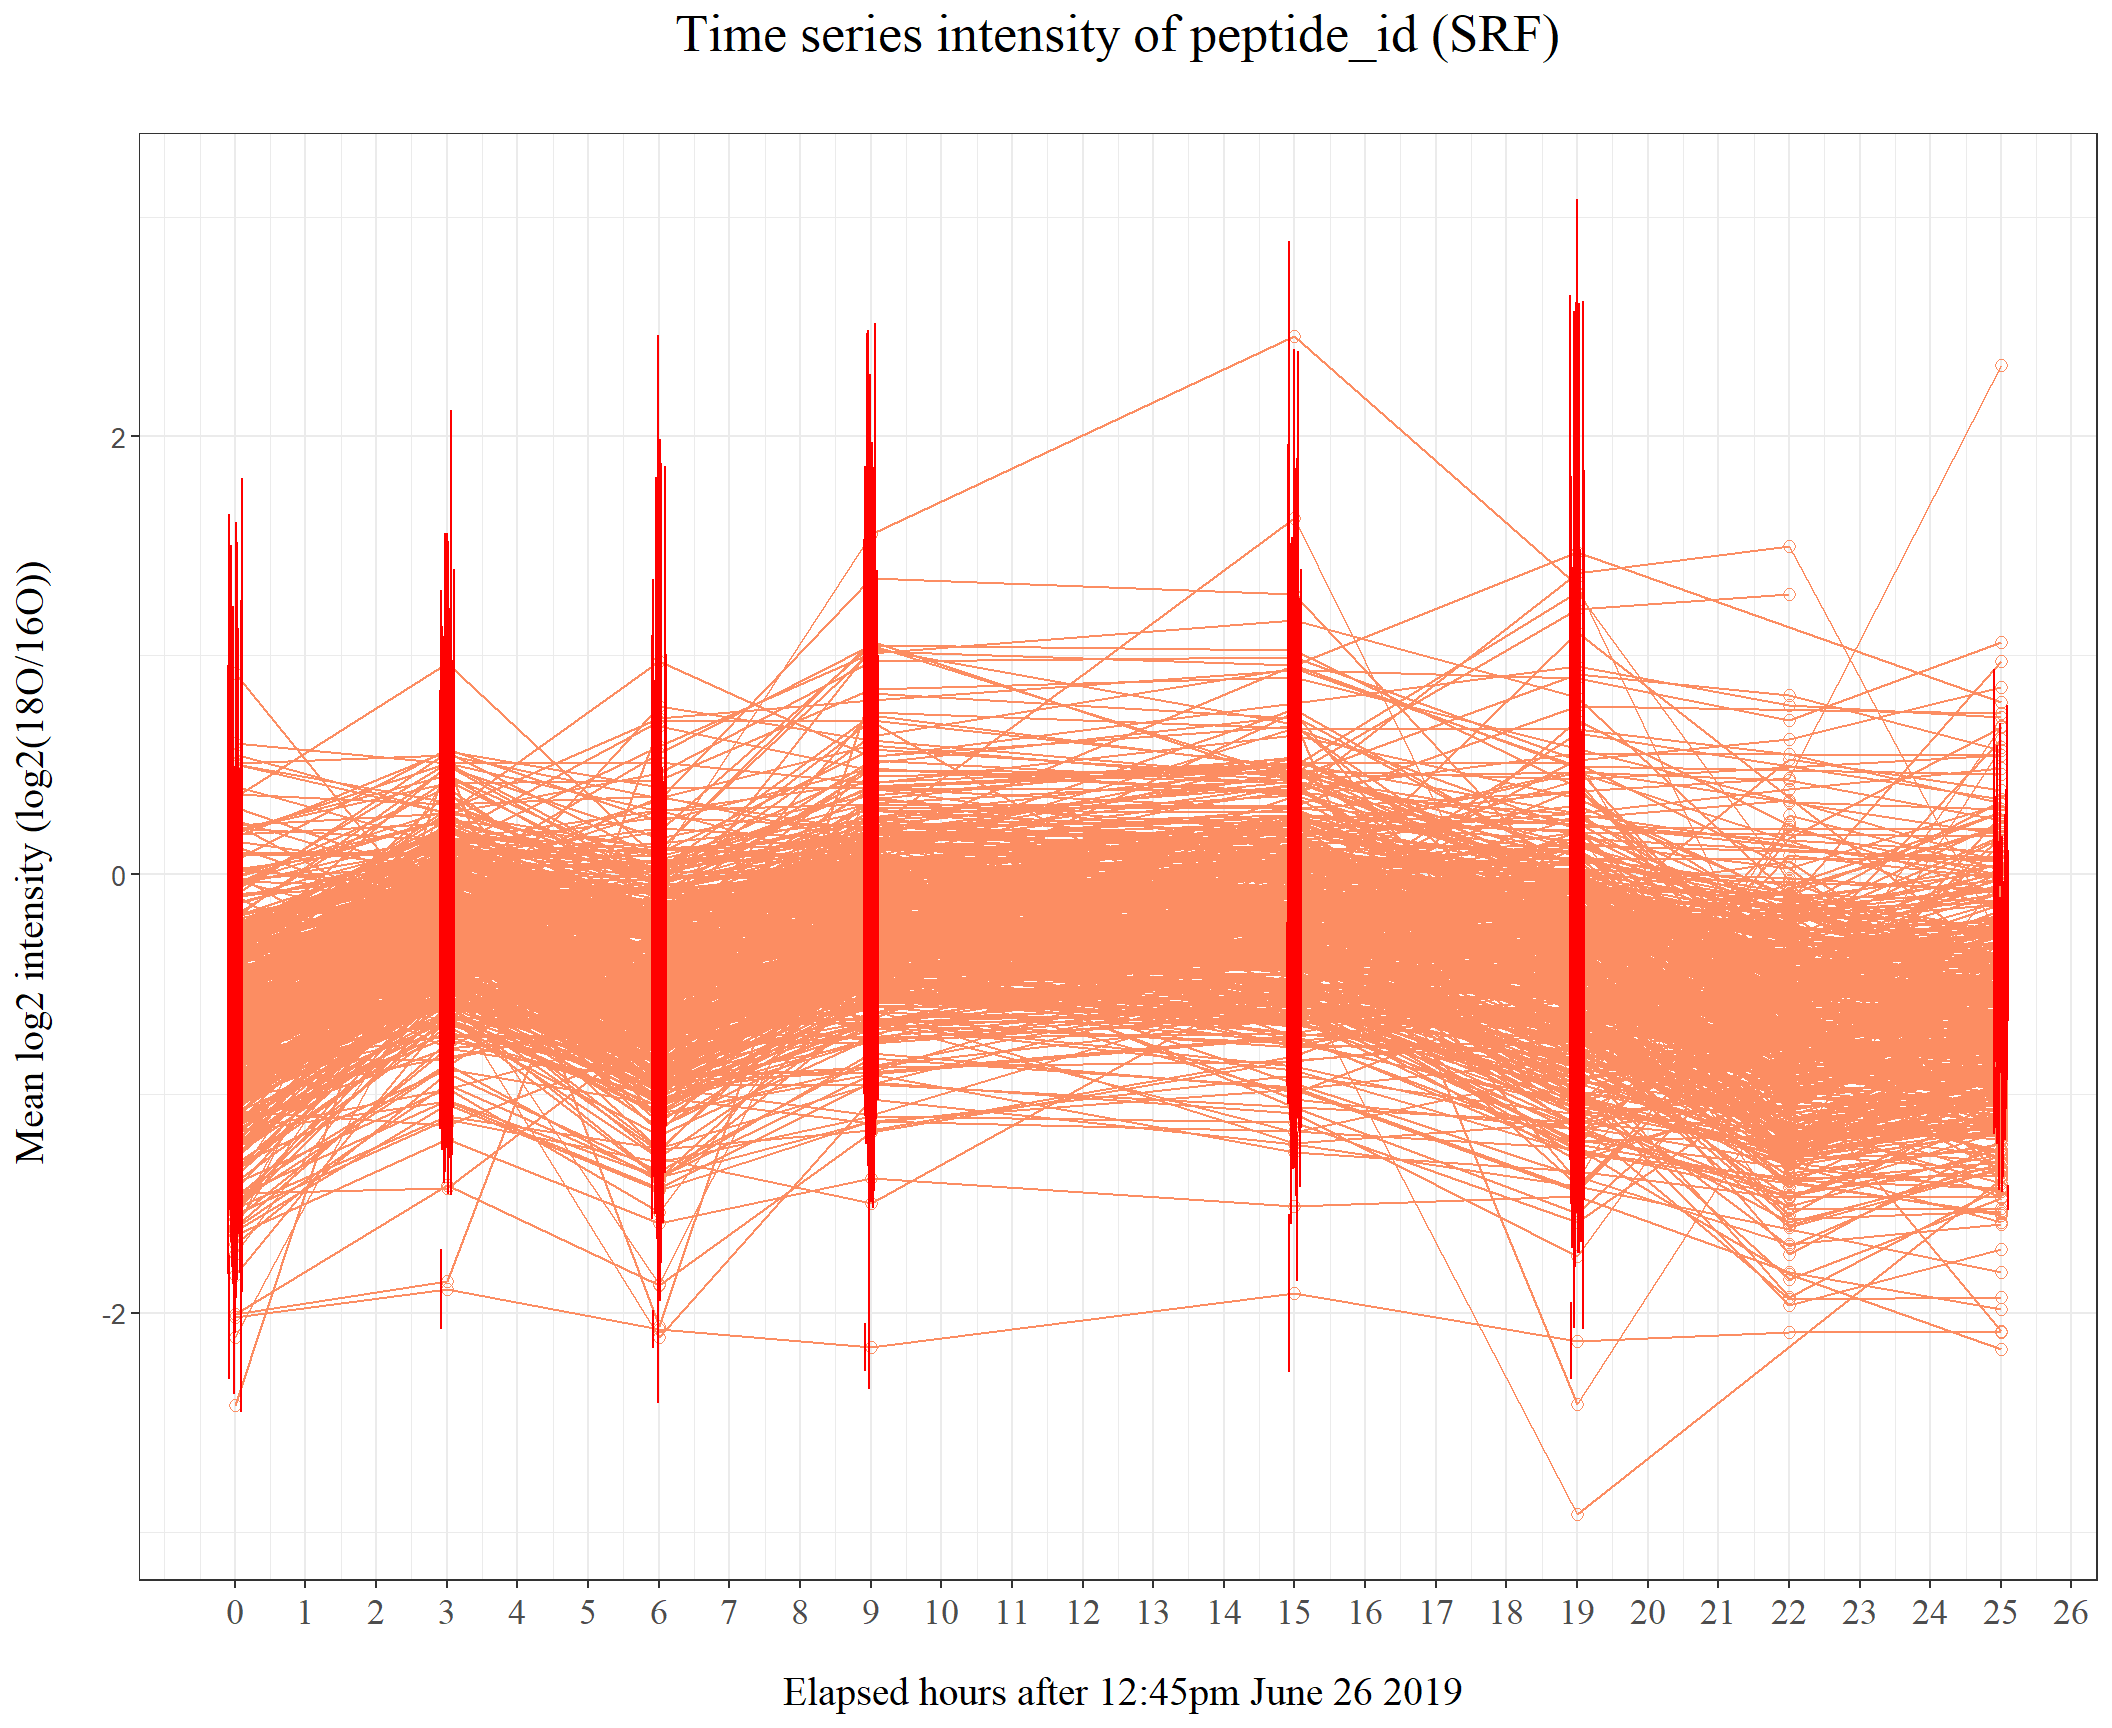 Time series intensity of peptide_id (SRF)
Mean log2 intensity (log2(18O/16O))
2
0
-2
0 1 2 3 4 5 6 7 8 9 10 11 12 13 14 15 16 17 18 19 20 21 22 23 24 25 26
Elapsed hours after 12:45pm June 26 2019